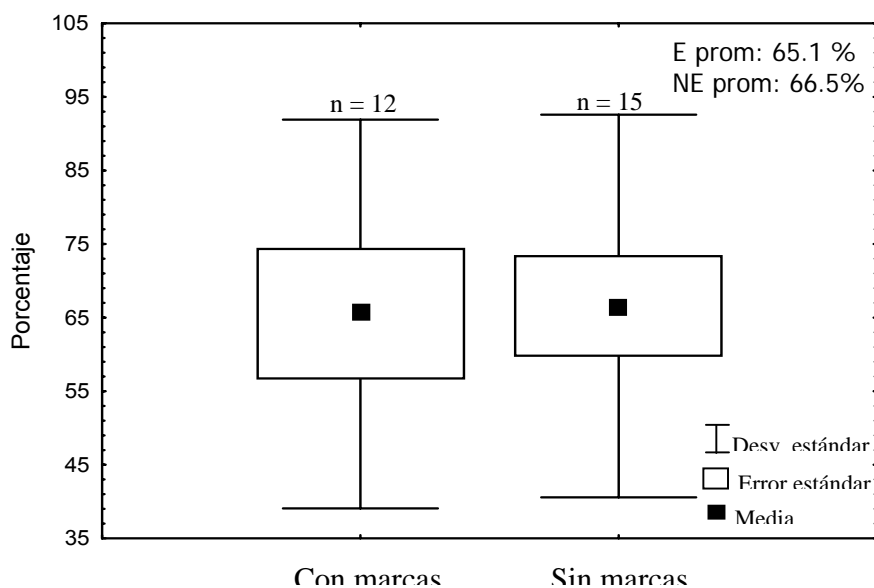 105
95
85
75
65
55
45
35
Porcentaje
E prom: 65.1 %
NE prom: 66.5%
n = 12
n = 15
Desv. estándar
Error estándar
Media
Con marcas
Sin marcas